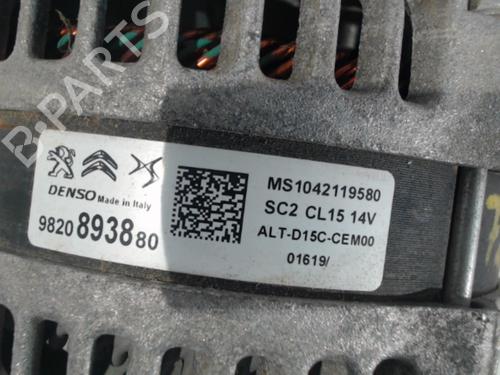 B-PARTS
DENSO Made in Italy
9820893880
MS1042119580
SC2 CL15 14V
ALT-D15C-CEM00
01619/